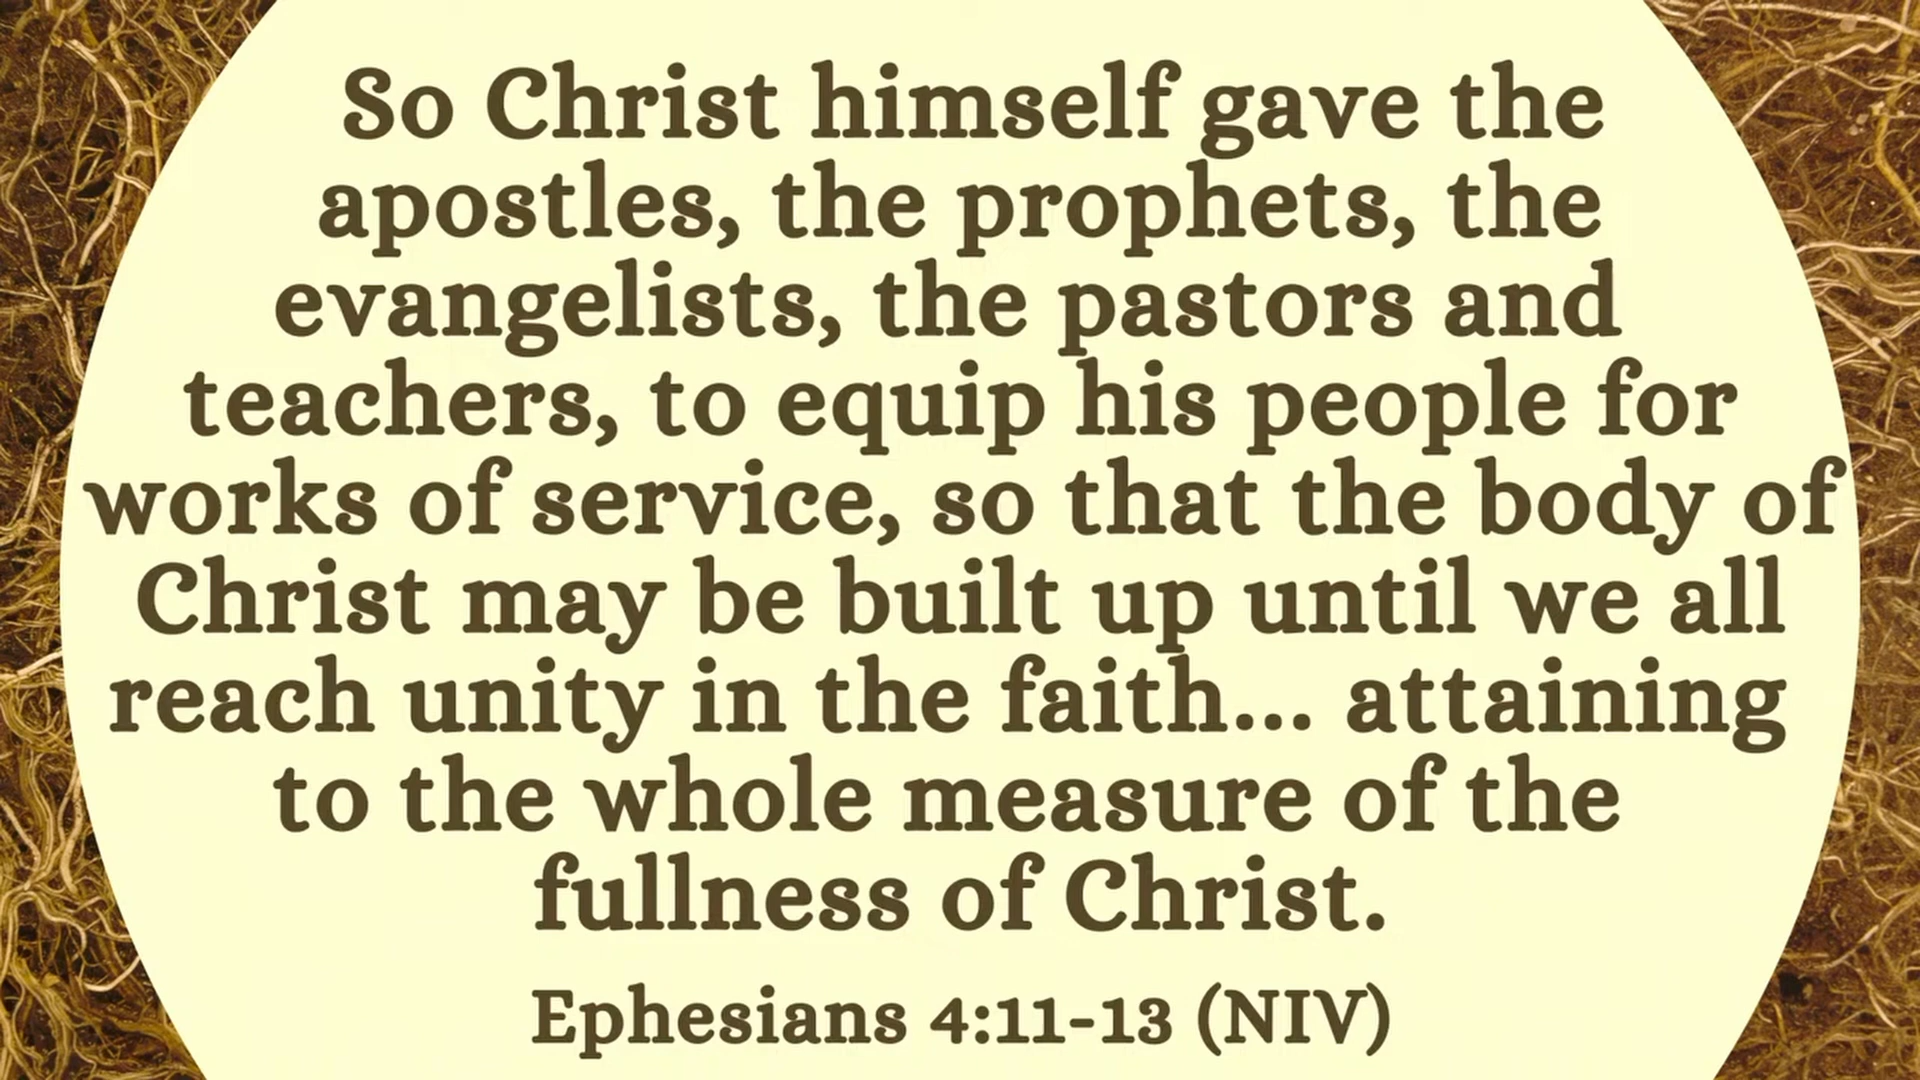 So Christ himself gave the
apostles, the prophets, the
evangelists, the pastors and
teachers, to equip his people for
works of service, so that the body of
Christ may be built up until we all
reach unity in the faith... attaining
to the whole measure of the
fullness of Christ.
Ephesians 4:11-13 (NIV)